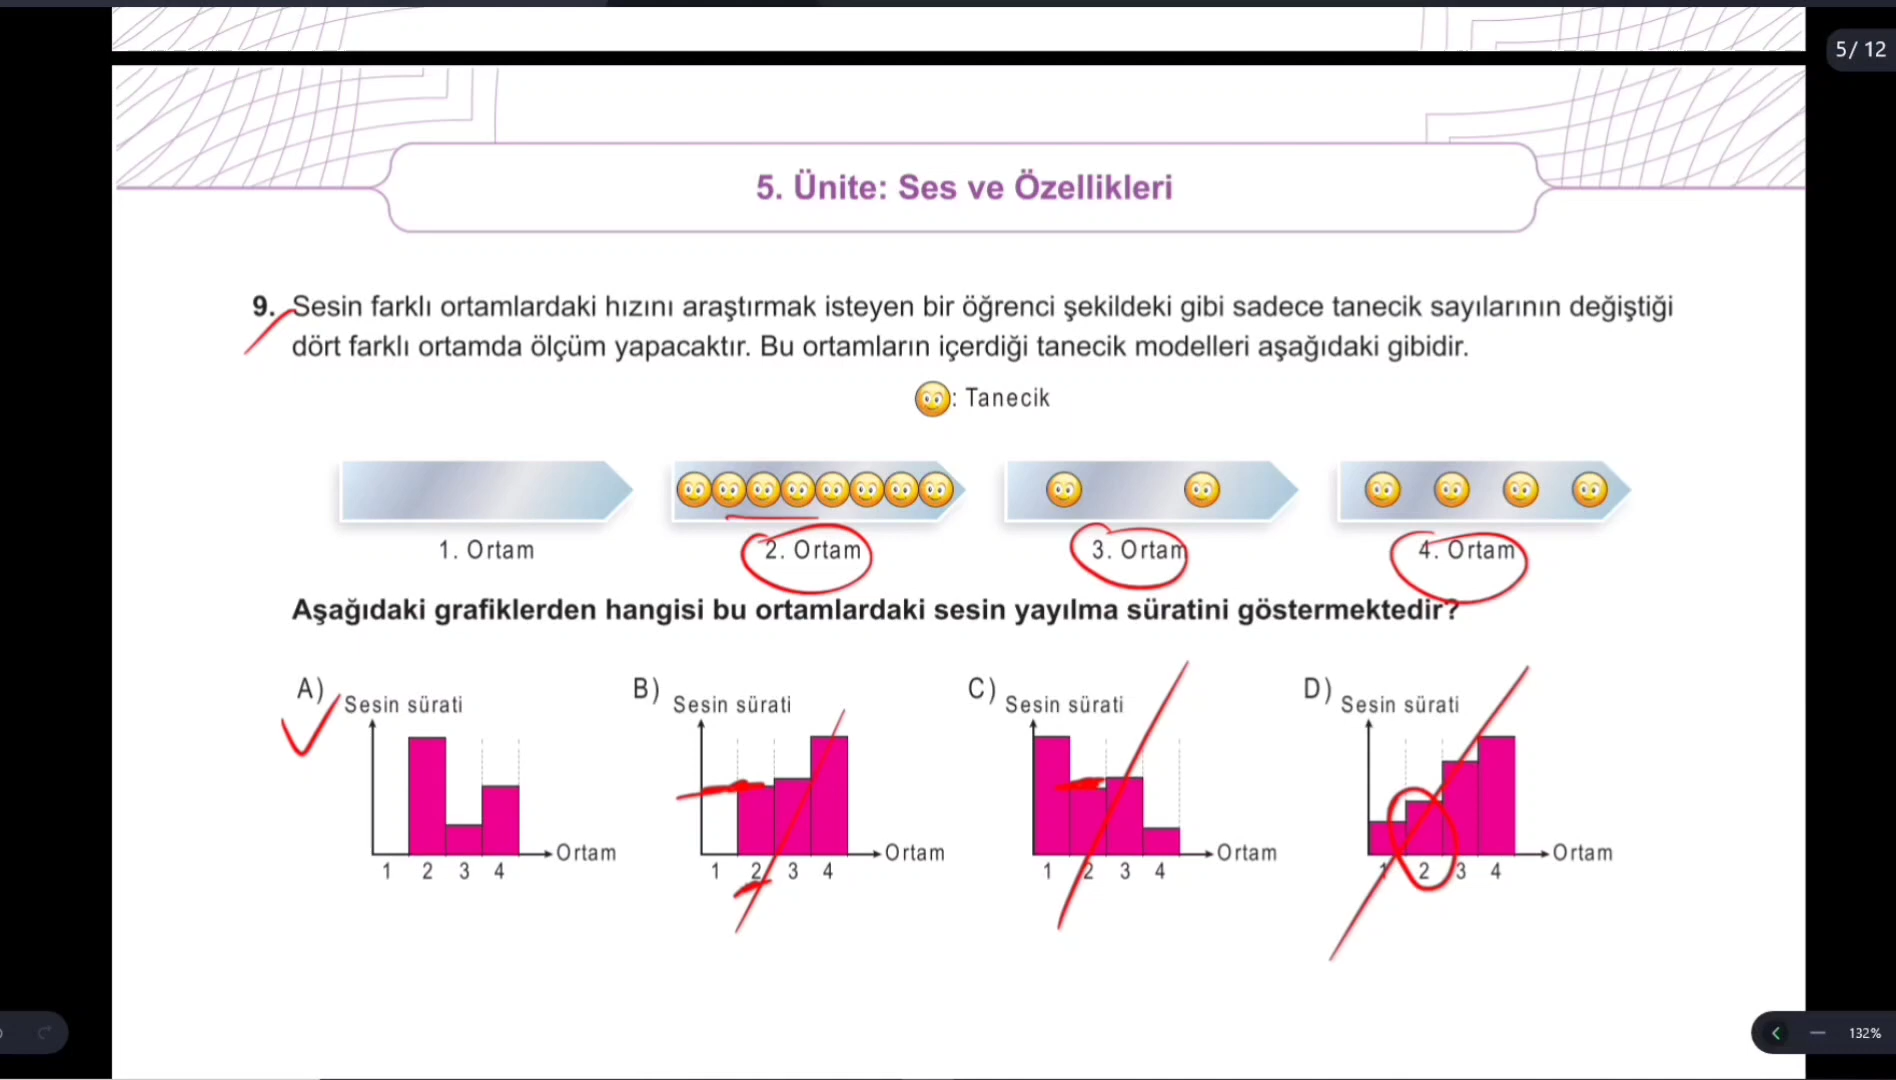 5/ 12
5. Ünite: Ses ve Özellikleri
9. Sesin farklı ortamlardaki hızını araştırmak isteyen bir öğrenci şekildeki gibi sadece tanecik sayılarının değiştiği
dört farklı ortamda ölçüm yapacaktır. Bu ortamların içerdiği tanecik modelleri aşağıdaki gibidir.
: Tanecik
1. Ortam 2. Ortam 3. Ortam 4. Ortam
Aşağıdaki grafiklerden hangisi bu ortamlardaki sesin yayılma süratini göstermektedir?
A) B) C) D)
Sesin sürati Sesin sürati Sesin sürati Sesin sürati
Ortam Ortam Ortam Ortam
1 2 3 4 1 2 3 4 1 2 3 4 1 2 3 4
132%